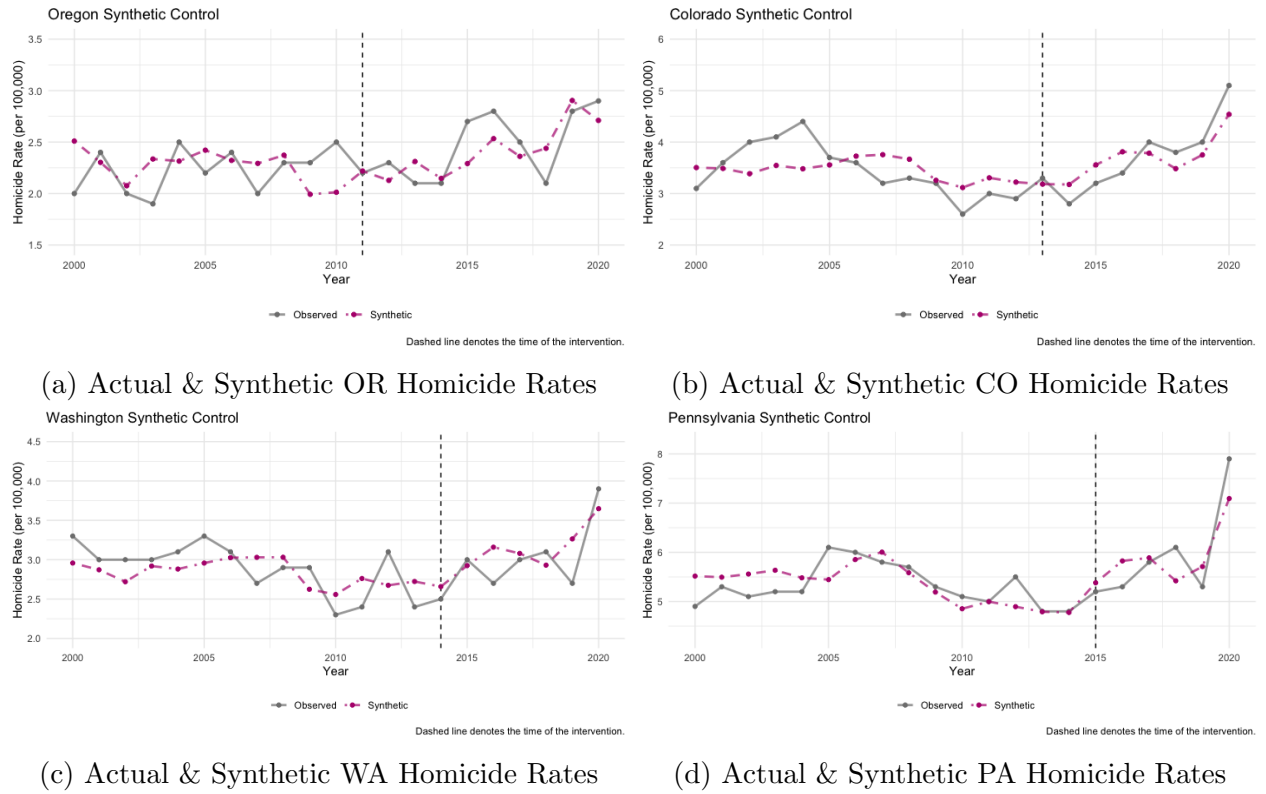 Oregon Synthetic Control
3.5
3.0
2.5
2.0
1.5
Homicide Rate (per 100,000)
2000 2005 2010 2015 2020
Year
Observed Synthetic
Dashed line denotes the time of the intervention.
(a) Actual & Synthetic OR Homicide Rates
Colorado Synthetic Control
6
5
4
3
2
Homicide Rate (per 100,000)
2000 2005 2010 2015 2020
Year
Observed Synthetic
Dashed line denotes the time of the intervention.
(b) Actual & Synthetic CO Homicide Rates
Washington Synthetic Control
4.5
4.0
3.5
3.0
2.5
2.0
Homicide Rate (per 100,000)
2000 2005 2010 2015 2020
Year
Observed Synthetic
Dashed line denotes the time of the intervention.
(c) Actual & Synthetic WA Homicide Rates
Pennsylvania Synthetic Control
8
7
6
5
Homicide Rate (per 100,000)
2000 2005 2010 2015 2020
Year
Observed Synthetic
Dashed line denotes the time of the intervention.
(d) Actual & Synthetic PA Homicide Rates